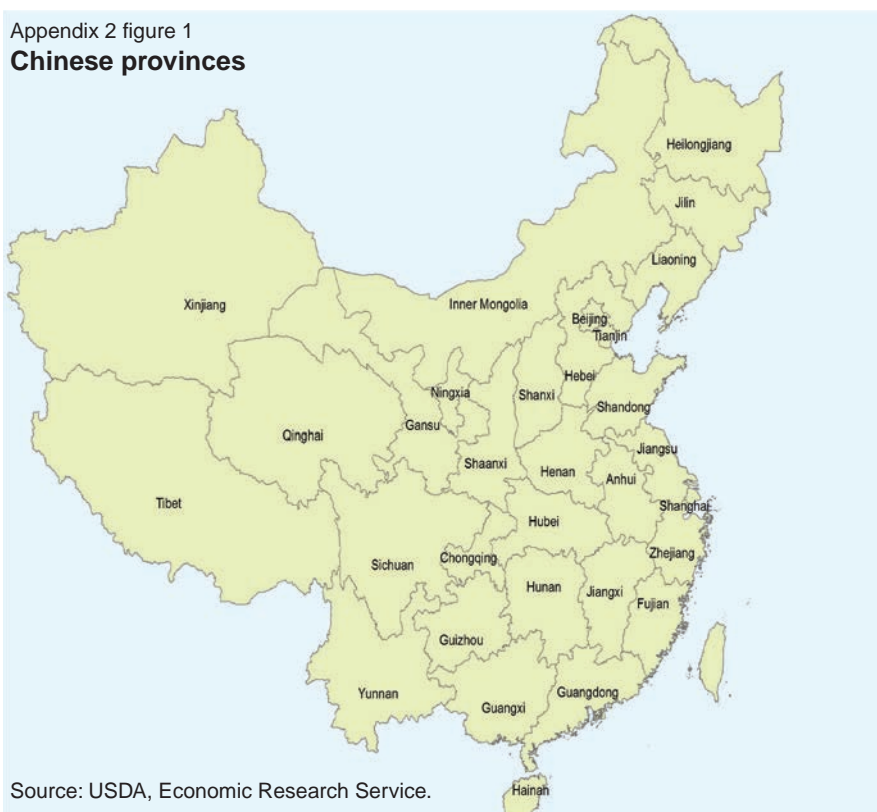 Appendix 2 figure 1
Chinese provinces
Heilongjiang
Jilin
Liaoning
Xinjiang
Inner Mongolia
Beijing
Tianjin
Hebei
Ningxia
Shanxi
Shandong
Gansu
Qinghai
Jiangsu
Shaanxi
Henan
Anhui
Tibet
Shanghai
Hubei
Zhejiang
Chongqing
Sichuan
Hunan
Jiangxi
Fujian
Guizhou
Yunnan
Guangdong
Guangxi
Hainan
Source: USDA, Economic Research Service.